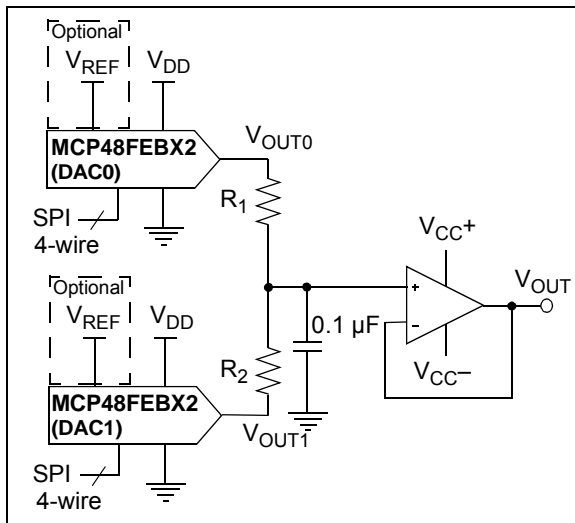 Optional
VREF VDD
MCP48FEBX2
(DAC0)
VOUT0
SPI
4-wire
R1
VCC+
VOUT
+
–
0.1 µF
VCC–
Optional
VREF VDD
R2
MCP48FEBX2
(DAC1)
VOUT1
SPI
4-wire